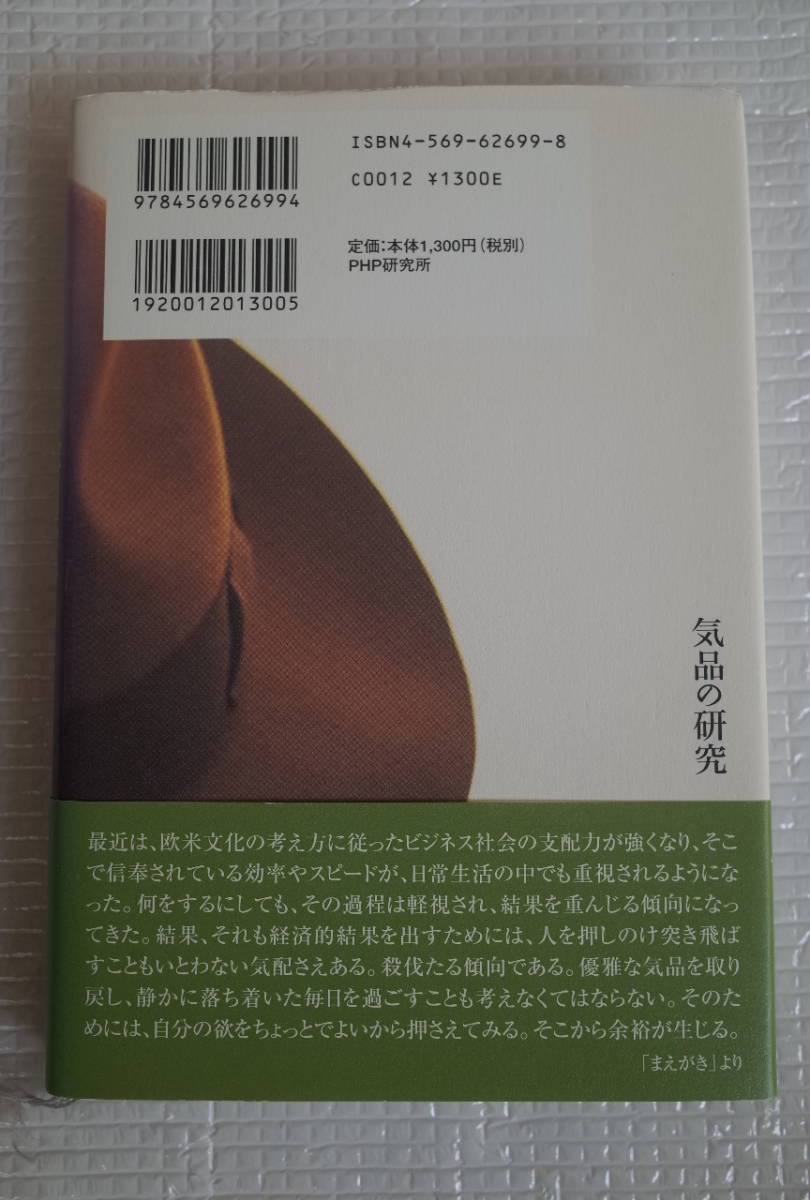 ISBN4-569-62699-8
C0012 ¥1300E
9784569626994
定価:本体1,300円(税別)
PHP研究所
1920012013005
気品の研究
最近は、欧米文化の考え方に従ったビジネス社会の支配力が強くなり、そこ
で信奉されている効率やスピードが、日常生活の中でも重視されるようにな
った。何をするにしても、その過程は軽視され、結果を重んじる傾向になっ
てきた。結果、それも経済的結果を出すためには、人を押しのけ突き飛ば
すこともいとわない気配さえある。殺伐たる傾向である。優雅な気品を取り
戻し、静かに落ち着いた毎日を過ごすことも考えなくてはならない。そのた
めには、自分の欲をちょっとでよいから押さえてみる。そこから余裕が生じる。
「まえがき」より